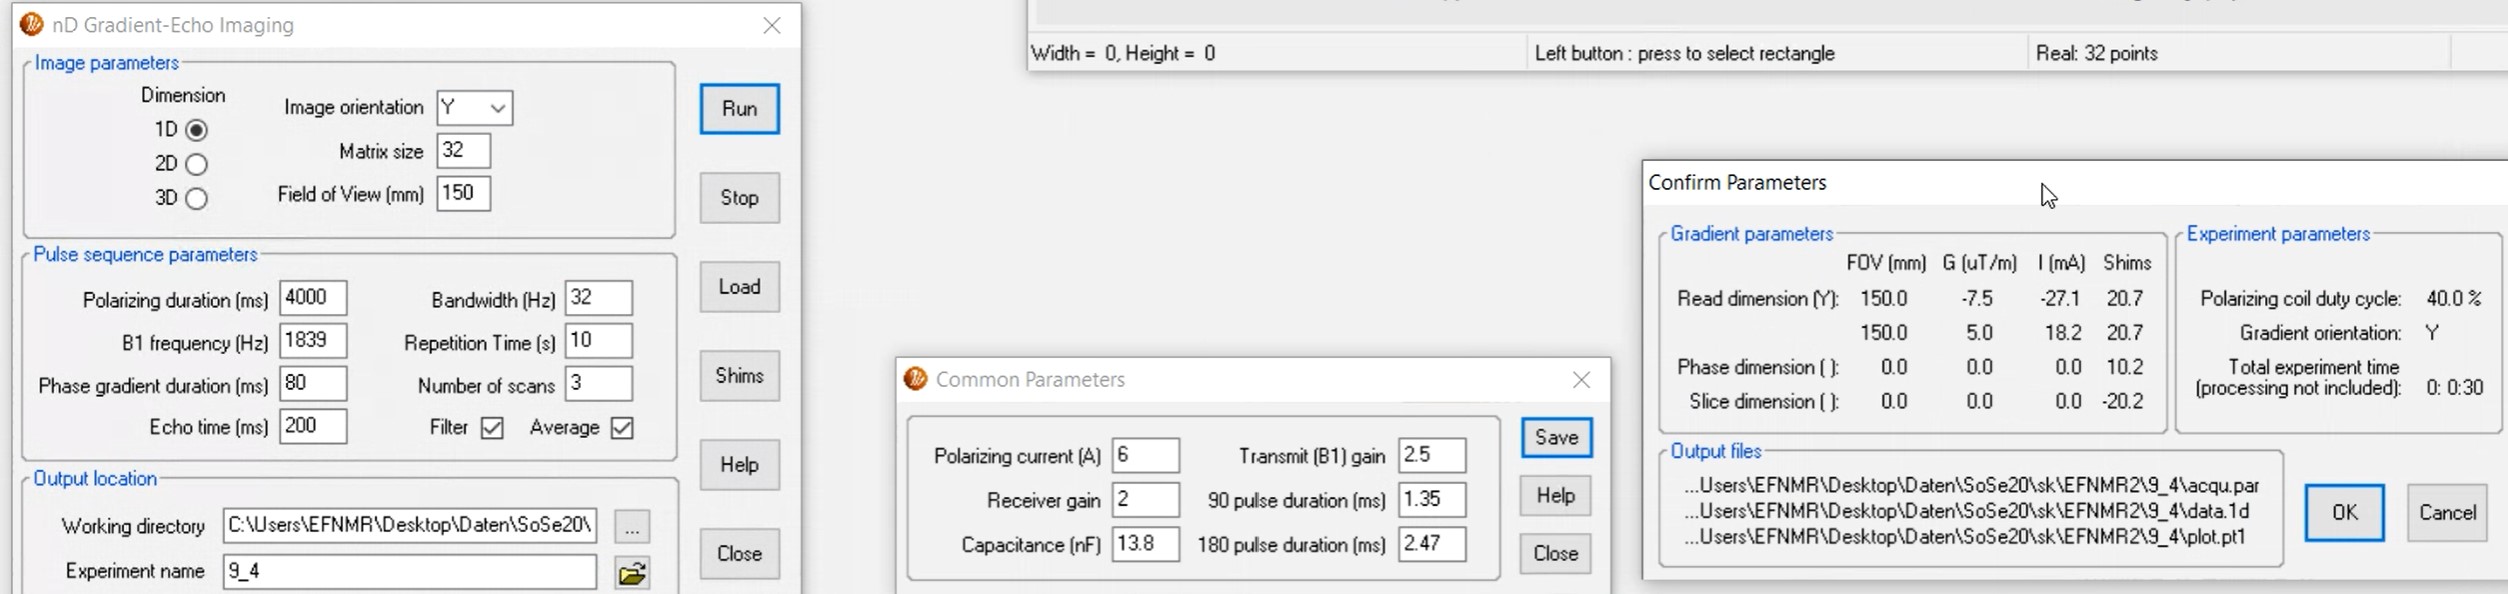 nD Gradient-Echo Imaging
Image parameters
Dimension
1D
2D
3D
Image orientation Y
Matrix size 32
Field of View (mm) 150
Pulse sequence parameters
Polarizing duration (ms) 4000 Bandwidth (Hz) 32
B1 frequency (Hz) 1839 Repetition Time (s) 10
Phase gradient duration (ms) 80 Number of scans 3
Echo time (ms) 200 Filter Average
Output location
Working directory C:\Users\EFNMR\Desktop\Daten\SoSe20\ ...
Experiment name 9_4
Run
Stop
Load
Shims
Help
Close
Width = 0, Height = 0 Left button : press to select rectangle Real: 32 points
Common Parameters
Polarizing current (A) 6 Transmit (B1) gain 2.5
Receiver gain 2 90 pulse duration (ms) 1.35
Capacitance (nF) 13.8 180 pulse duration (ms) 2.47
Save
Help
Close
Confirm Parameters
Gradient parameters
FOV (mm) G (uT/m) I (mA) Shims
Read dimension (Y): 150.0 -7.5 -27.1 20.7
150.0 5.0 18.2 20.7
Phase dimension ( ): 0.0 0.0 0.0 10.2
Slice dimension ( ): 0.0 0.0 0.0 -20.2
Experiment parameters
Polarizing coil duty cycle: 40.0 %
Gradient orientation: Y
Total experiment time
(processing not included): 0: 0:30
Output files
...Users\EFNMR\Desktop\Daten\SoSe20\sk\EFNMR2\9_4\acqu.par
...Users\EFNMR\Desktop\Daten\SoSe20\sk\EFNMR2\9_4\data.1d
...Users\EFNMR\Desktop\Daten\SoSe20\sk\EFNMR2\9_4\plot.pt1
OK
Cancel